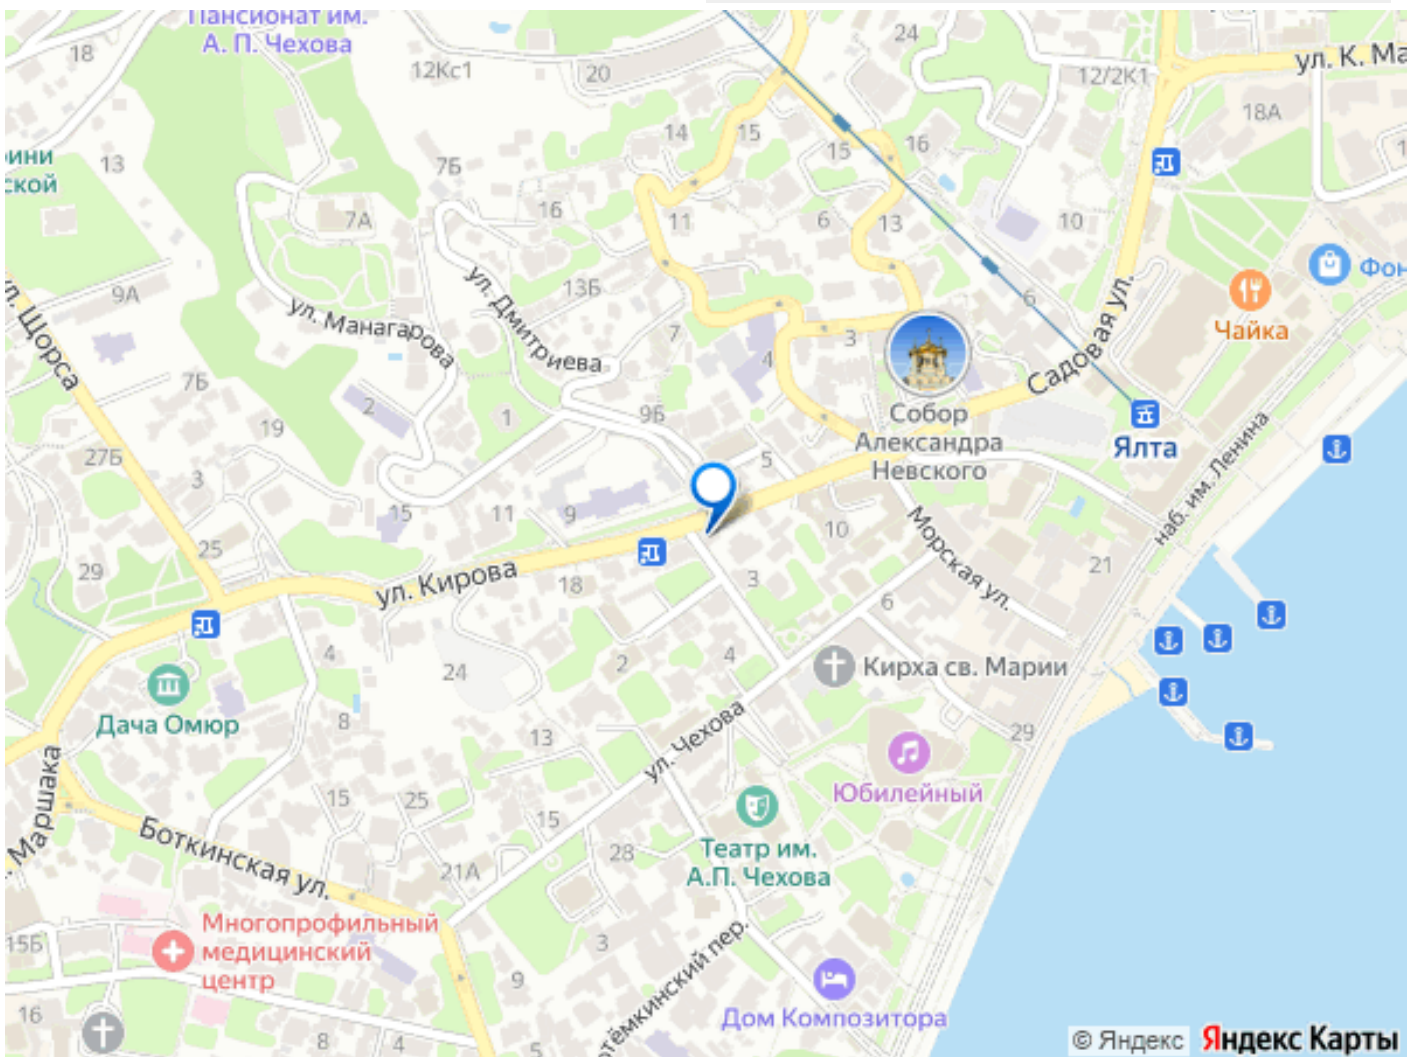 Пансионат им.
А. П. Чехова
18
12Кс1
20
24
12/2К1
ул. К. Ма
18А
ини
ской
13
7Б
14
15
15
16
7А
16
11
6
13
10
9А
ул. Щорса
ул. Манагарова
ул. Дмитриева
13Б
7
4
3
6
Садовая ул.
Чайка
Фон
7Б
2
1
9Б
19
27Б
3
5
Собор
Александра
Невского
Ялта
наб. им. Ленина
15
11
9
10
Морская ул.
21
25
29
ул. Кирова
18
3
6
4
24
2
4
Кирха св. Марии
Дача Омюр
8
13
ул. Чехова
29
Юбилейный
. Маршака
15
25
15
Боткинская ул.
21А
28
Театр им.
А.П. Чехова
Многопрофильный
медицинский
центр
15Б
3
9
отёмкинский пер.
16
8
4
5
Дом Композитора
© Яндекс Яндекс Карты